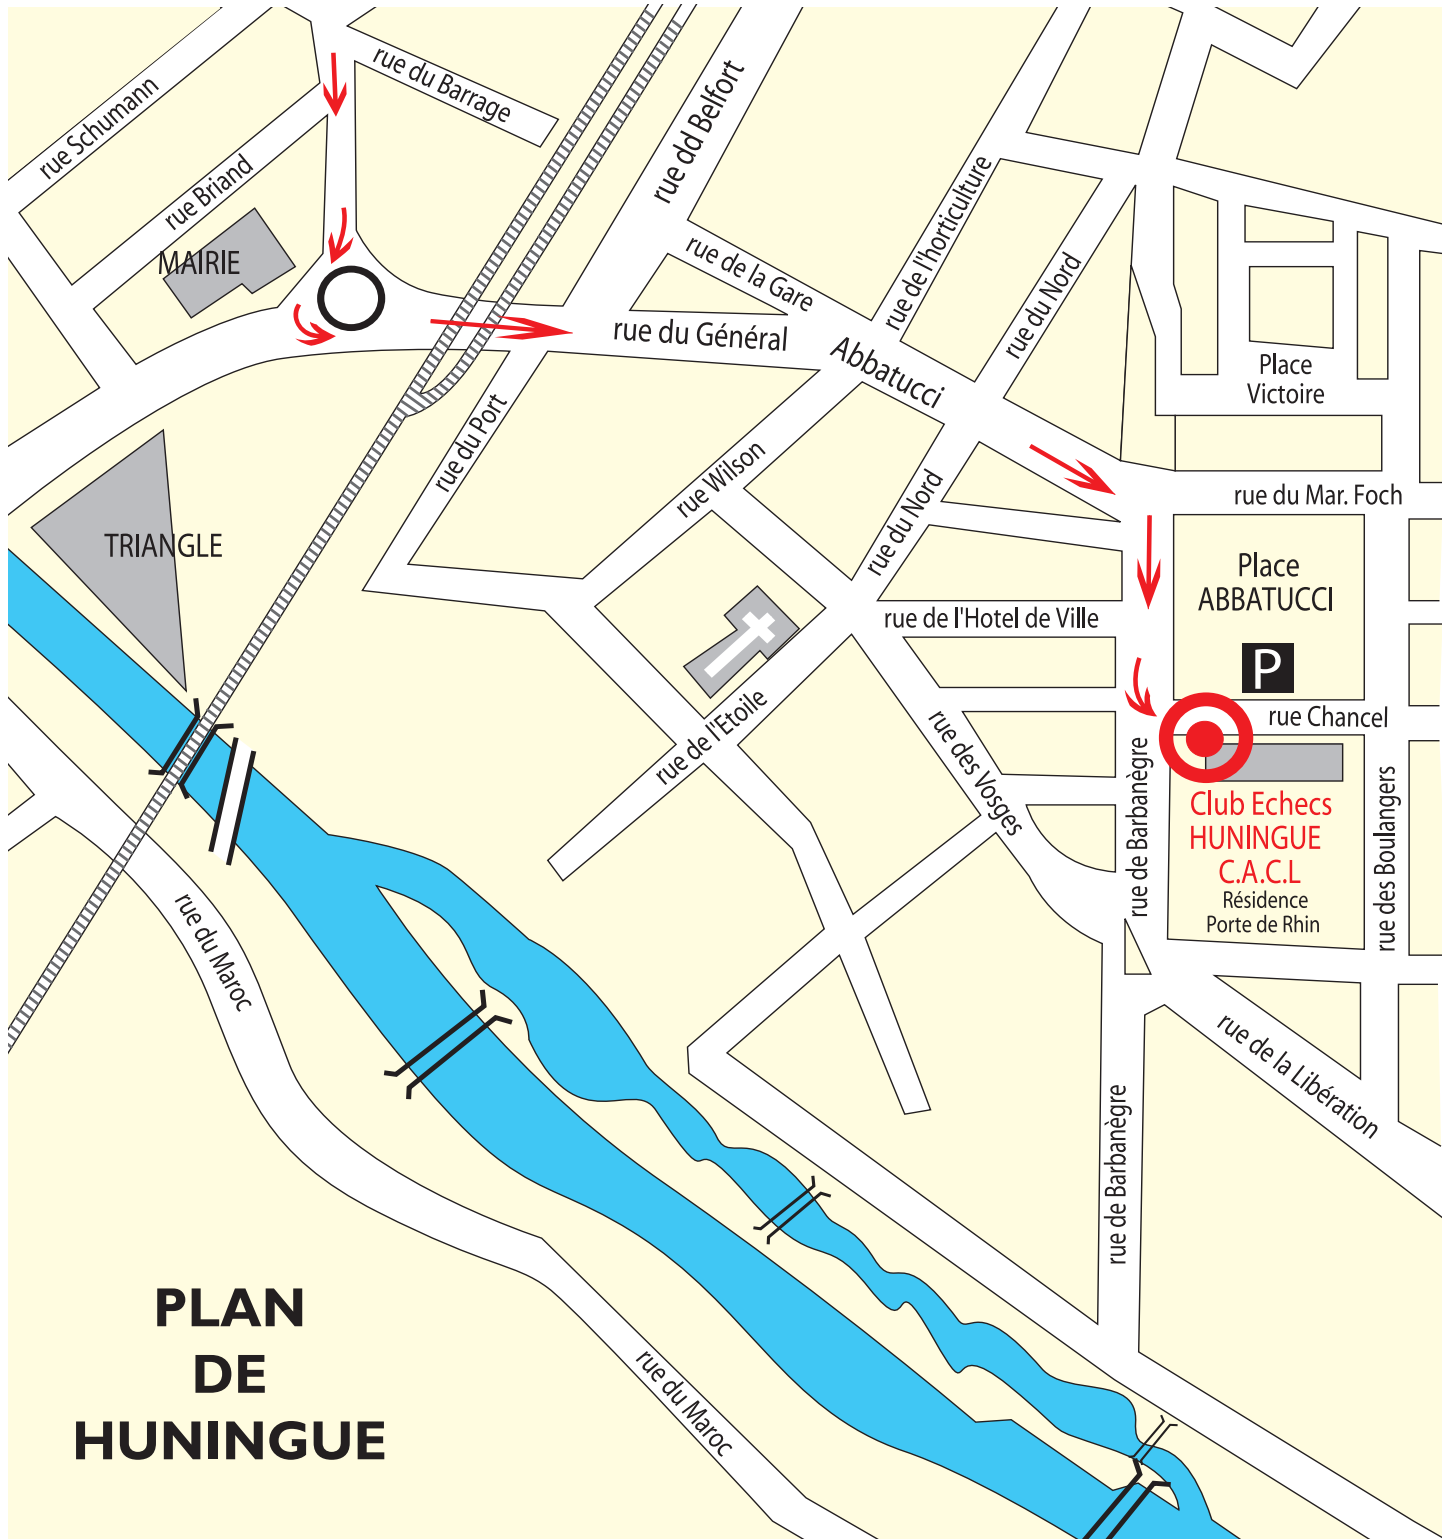 rue Schumann
rue du Barrage
rue Briand
MAIRIE
rue dd Belfort
rue de la Gare
rue de l'horticulture
rue du Nord
rue du Général
Abbatucci
Place
Victoire
rue du Port
rue Wilson
rue du Nord
rue du Mar. Foch
TRIANGLE
Place
ABBATUCCI
rue de l'Hotel de Ville
P
rue de l'Etoile
rue des Vosges
rue Chancel
rue de Barbanègre
Club Echecs
HUNINGUE
C.A.C.L
Résidence
Porte de Rhin
rue des Boulangers
rue du Maroc
rue de la Libération
rue de Barbanègre
PLAN
DE
HUNINGUE
rue du Maroc